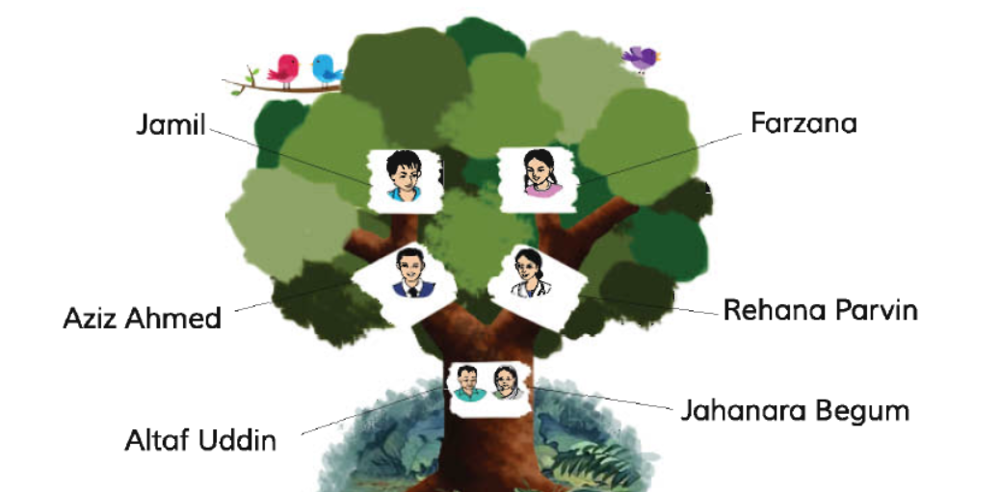 Jamil
Farzana
Aziz Ahmed
Rehana Parvin
Altaf Uddin
Jahanara Begum